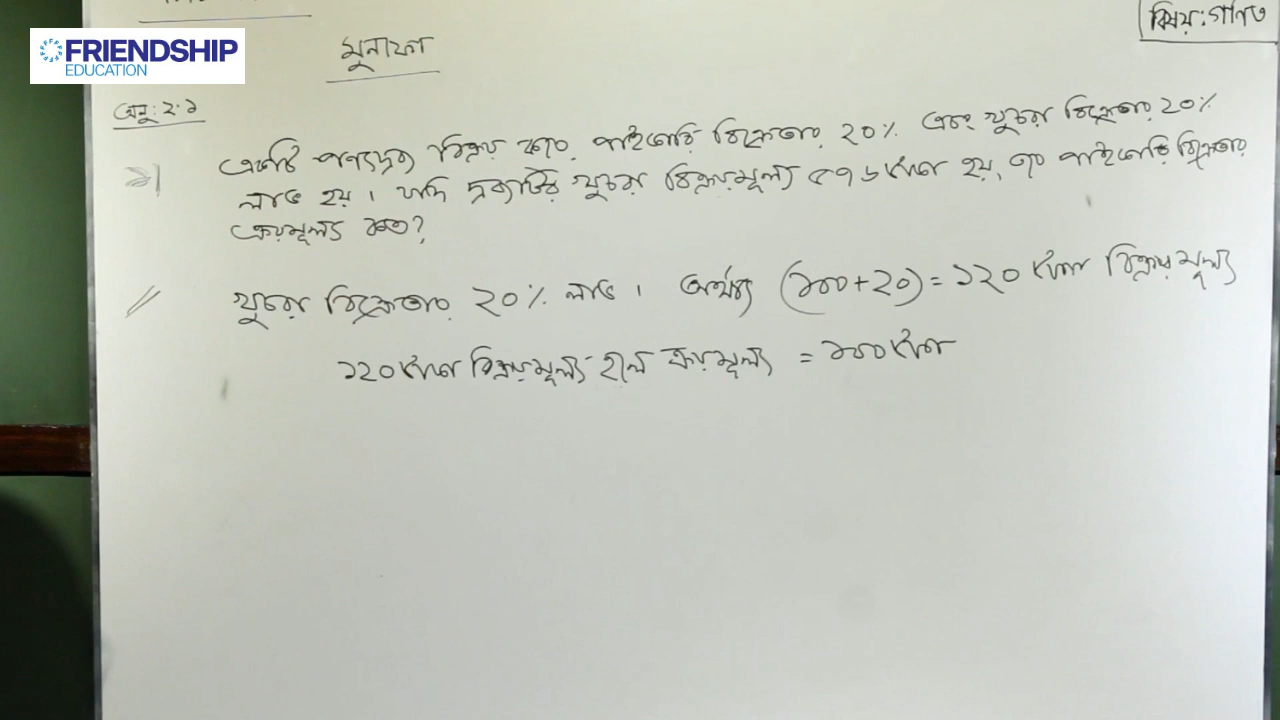 FRIENDSHIP
EDUCATION
বিষয়: গণিত
মুনাফা
অনু: ২.১
৯। একটি পণ্যদ্রব্য বিক্রয় করে পাইকারি বিক্রেতার ২০% এবং খুচরা বিক্রেতার ২০%
লাভ হয়। যদি দ্রব্যটির খুচরা বিক্রয়মূল্য ৫৭৬ টাকা হয়, তবে পাইকারি বিক্রেতার
ক্রয়মূল্য কত?
খুচরা বিক্রেতার ২০% লাভ। অর্থাৎ (১০০+২০) = ১২০ টাকা বিক্রয়মূল্য
১২০ টাকা বিক্রয়মূল্য হলে ক্রয়মূল্য = ১০০ টাকা